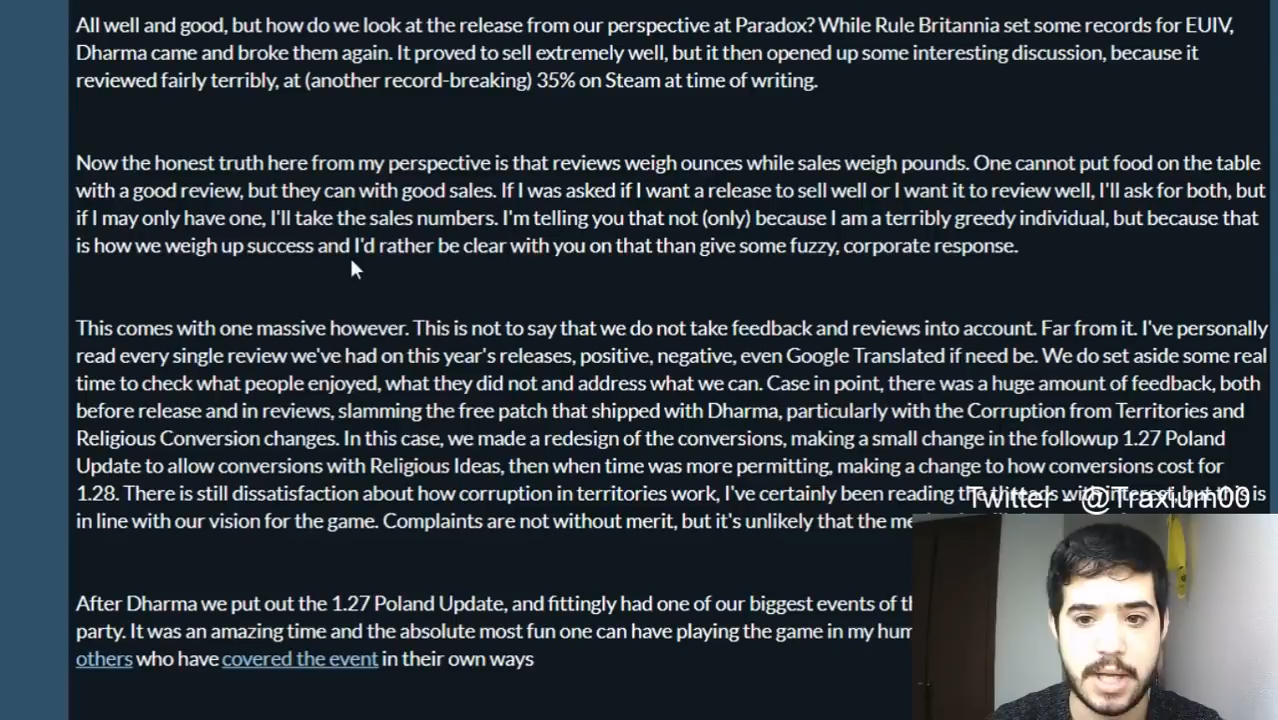 All well and good, but how do we look at the release from our perspective at Paradox? While Rule Britannia set some records for EUIV,
Dharma came and broke them again. It proved to sell extremely well, but it then opened up some interesting discussion, because it
reviewed fairly terribly, at (another record-breaking) 35% on Steam at time of writing.
Now the honest truth here from my perspective is that reviews weigh ounces while sales weigh pounds. One cannot put food on the table
with a good review, but they can with good sales. If I was asked if I want a release to sell well or I want it to review well, I'll ask for both, but
if I may only have one, I'll take the sales numbers. I'm telling you that not (only) because I am a terribly greedy individual, but because that
is how we weigh up success and I'd rather be clear with you on that than give some fuzzy, corporate response.
This comes with one massive however. This is not to say that we do not take feedback and reviews into account. Far from it. I've personally
read every single review we've had on this year's releases, positive, negative, even Google Translated if need be. We do set aside some real
time to check what people enjoyed, what they did not and address what we can. Case in point, there was a huge amount of feedback, both
before release and in reviews, slamming the free patch that shipped with Dharma, particularly with the Corruption from Territories and
Religious Conversion changes. In this case, we made a redesign of the conversions, making a small change in the followup 1.27 Poland
Update to allow conversions with Religious Ideas, then when time was more permitting, making a change to how conversions cost for
1.28. There is still dissatisfaction about how corruption in territories work, I've certainly been reading the threads with interest, but this is
Twitter - @Traxium00
in line with our vision for the game. Complaints are not without merit, but it's unlikely that the
After Dharma we put out the 1.27 Poland Update, and fittingly had one of our biggest events of
party. It was an amazing time and the absolute most fun one can have playing the game in my
others who have covered the event in their own ways